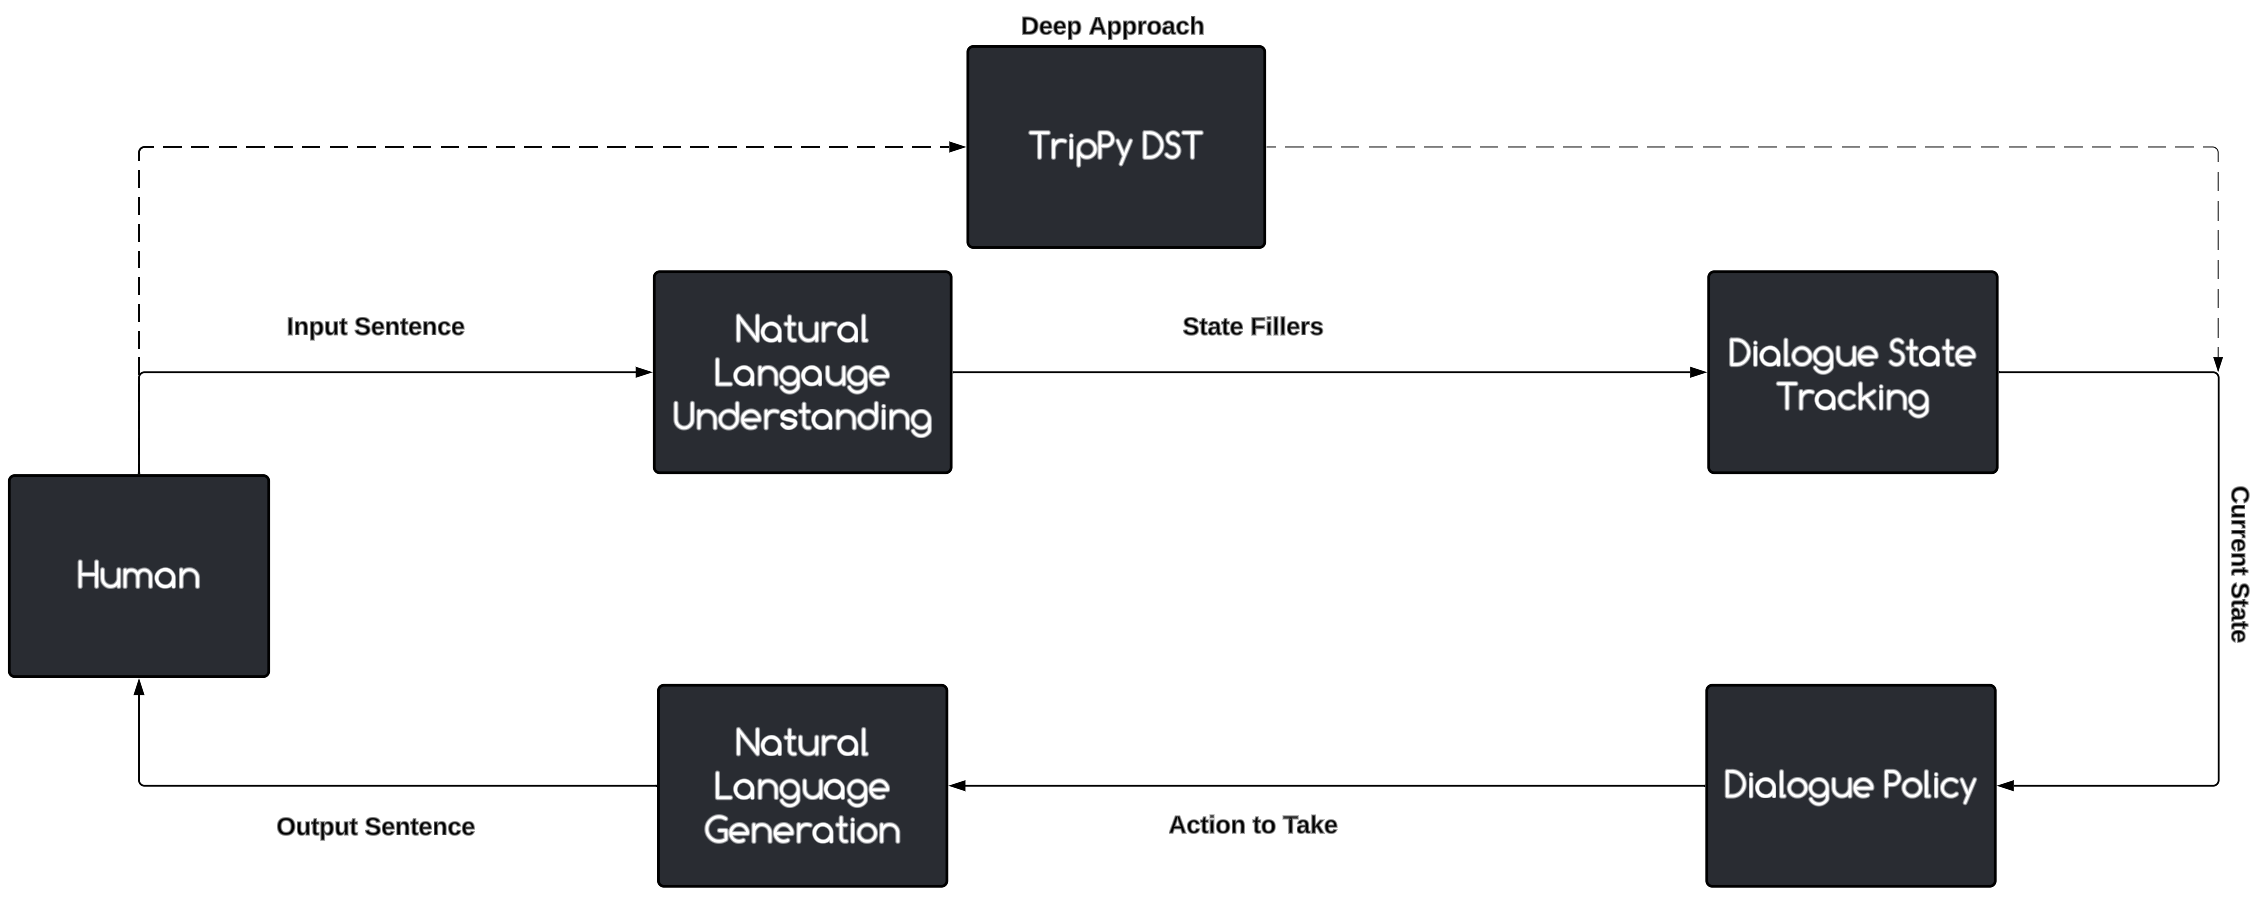 Deep Approach
TripPy DST
Input Sentence
Natural
Langauge
Understanding
State Fillers
Dialogue State
Tracking
Current State
Human
Natural
Language
Generation
Dialogue Policy
Output Sentence
Action to Take